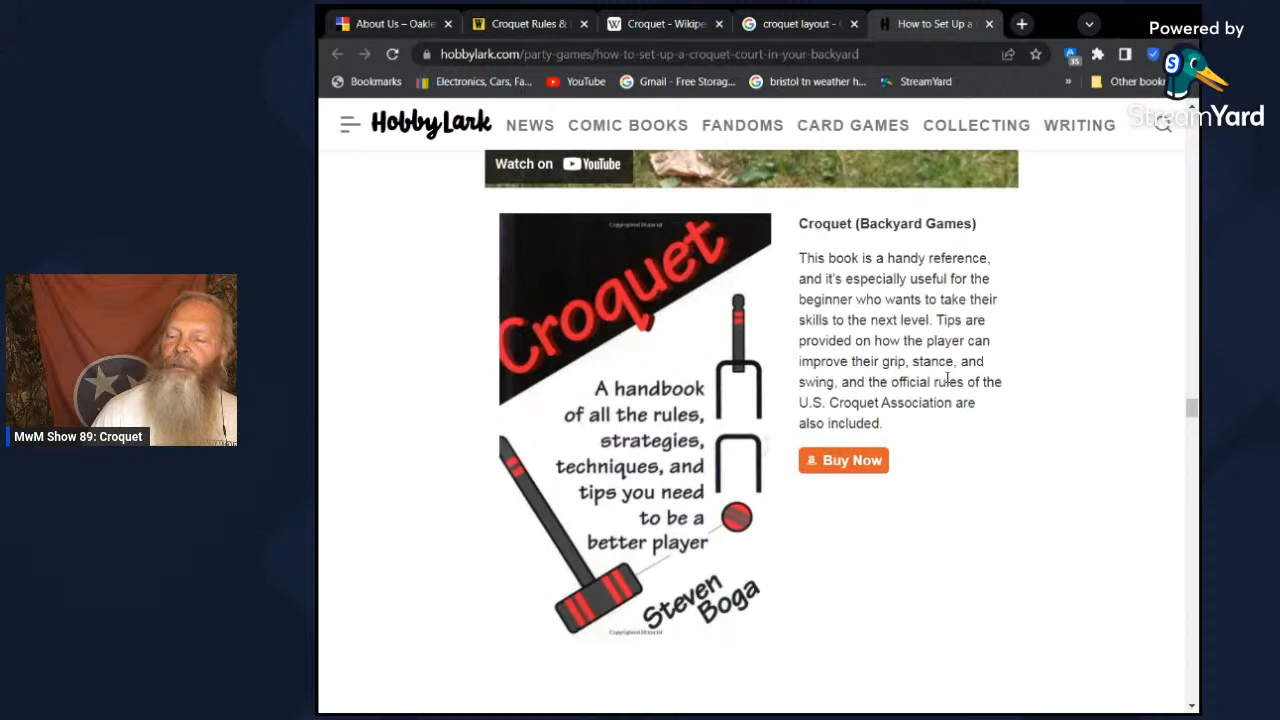 Powered by
StreamYard
About Us – Oakle
Croquet Rules &
Croquet - Wikipe
croquet layout -
How to Set Up a
hobbylark.com/party-games/how-to-set-up-a-croquet-court-in-your-backyard
35
Bookmarks
Electronics, Cars, Fa...
YouTube
Gmail - Free Storag...
bristol tn weather h...
StreamYard
»
Other book
HobbyLark
NEWS
COMIC BOOKS
FANDOMS
CARD GAMES
COLLECTING
WRITING
Watch on YouTube
Copyrighted Material
Croquet
A handbook
of all the rules,
strategies,
techniques, and
tips you need
to be a
better player
Steven
Boga
Copyrighted Material
Croquet (Backyard Games)
This book is a handy reference,
and it's especially useful for the
beginner who wants to take their
skills to the next level. Tips are
provided on how the player can
improve their grip, stance, and
swing, and the official rules of the
U.S. Croquet Association are
also included.
Buy Now
MwM Show 89: Croquet